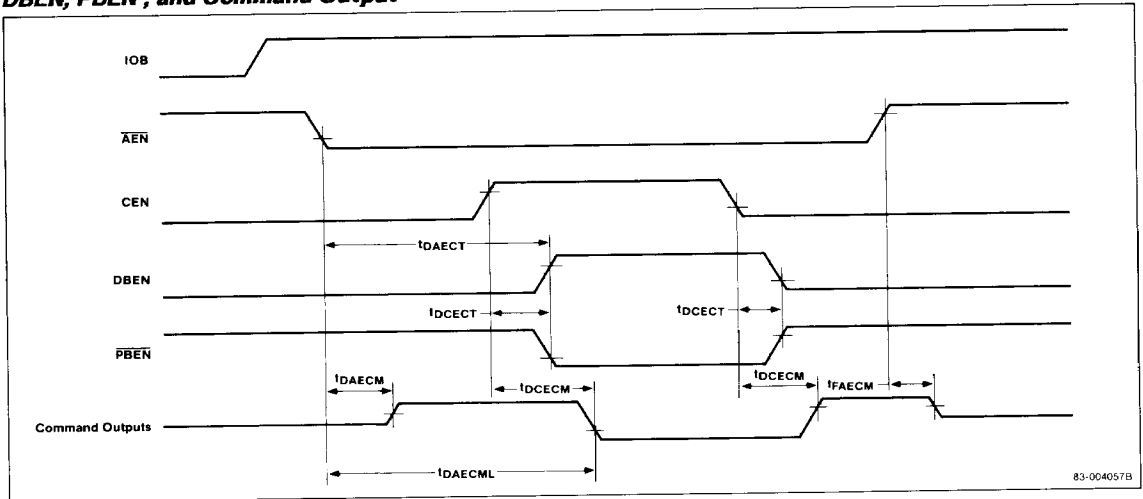 DBEN, PBEN, and Command Output
IOB
AEN
CEN
tDAECT
DBEN
tDCECT
tDCECT
PBEN
tDAECM
tDCECM
tDCECM
tFAECM
Command Outputs
tDAECML
83-004057B